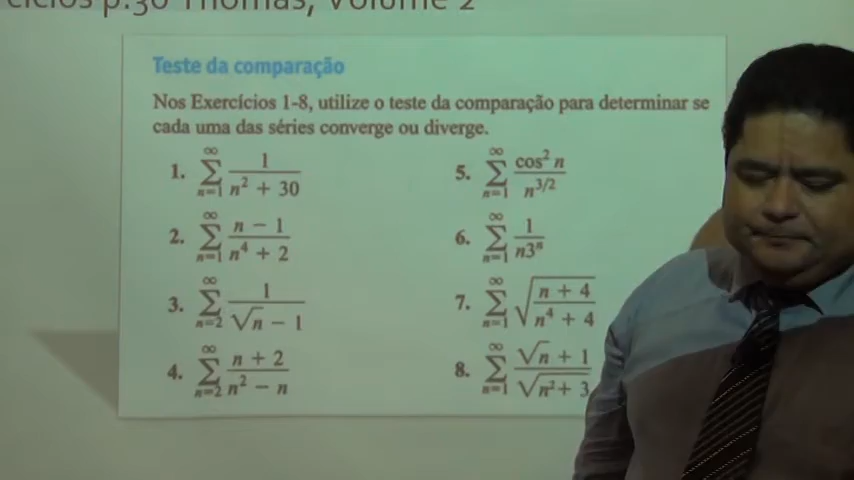 p.30 Thomas, Volume 2
Teste da comparação
Nos Exercícios 1-8, utilize o teste da comparação para determinar se
cada uma das séries converge ou diverge.
1. ∑_{n=1}^{∞} 1/(n² + 30)
2. ∑_{n=1}^{∞} (n − 1)/(n⁴ + 2)
3. ∑_{n=2}^{∞} 1/(√n − 1)
4. ∑_{n=2}^{∞} (n + 2)/(n² − n)
5. ∑_{n=1}^{∞} cos² n/n^{3/2}
6. ∑_{n=1}^{∞} 1/(n3ⁿ)
7. ∑_{n=1}^{∞} √((n + 4)/(n⁴ + 4))
8. ∑_{n=1}^{∞} (√n + 1)/√(n² + 3)